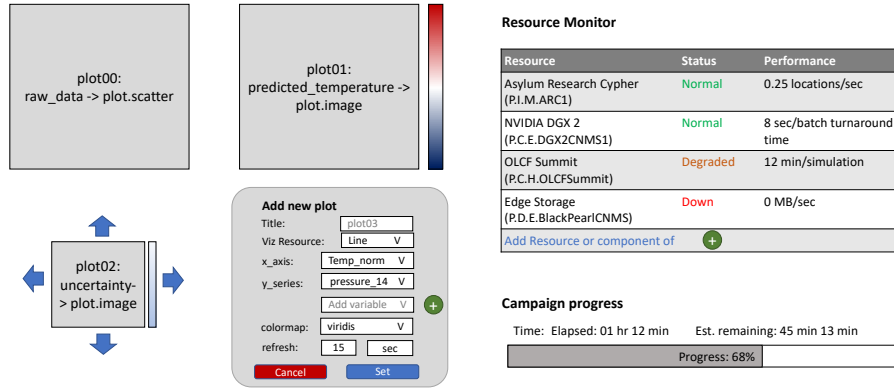 plot00:
raw_data -> plot.scatter
plot01:
predicted_temperature ->
plot.image
plot02:
uncertainty-
> plot.image
Add new plot
Title: plot03
Viz Resource: Line V
x_axis: Temp_norm V
y_series: pressure_14 V
Add variable V +
colormap: viridis V
refresh: 15 sec
Cancel Set
Resource Monitor
Resource Status Performance
Asylum Research Cypher Normal 0.25 locations/sec
(P.I.M.ARC1)
NVIDIA DGX 2 Normal 8 sec/batch turnaround
(P.C.E.DGX2CNMS1) time
OLCF Summit Degraded 12 min/simulation
(P.C.H.OLCFSummit)
Edge Storage Down 0 MB/sec
(P.D.E.BlackPearlCNMS)
Add Resource or component of +
Campaign progress
Time: Elapsed: 01 hr 12 min Est. remaining: 45 min 13 min
Progress: 68%